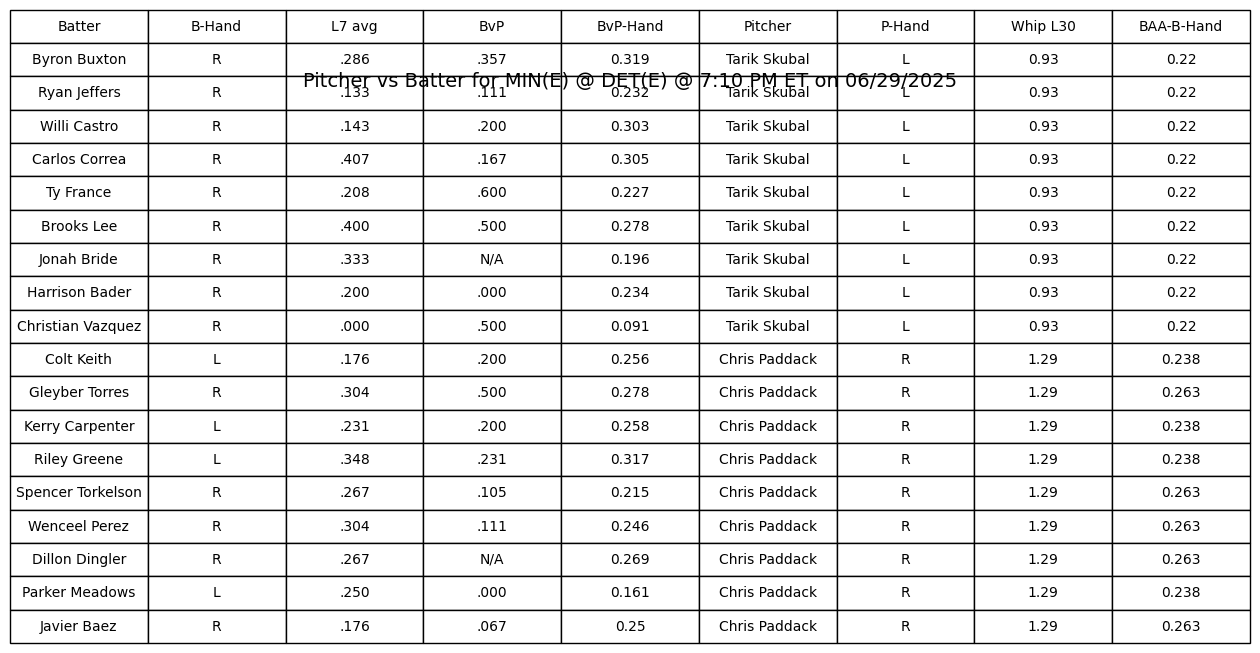 Batter B-Hand L7 avg BvP BvP-Hand Pitcher P-Hand Whip L30 BAA-B-Hand
Byron Buxton R .286 .357 0.319 Tarik Skubal L 0.93 0.22
Pitcher vs Batter for MIN(E) @ DET(E) @ 7:10 PM ET on 06/29/2025
Ryan Jeffers R .133 .111 0.232 Tarik Skubal L 0.93 0.22
Willi Castro R .143 .200 0.303 Tarik Skubal L 0.93 0.22
Carlos Correa R .407 .167 0.305 Tarik Skubal L 0.93 0.22
Ty France R .208 .600 0.227 Tarik Skubal L 0.93 0.22
Brooks Lee R .400 .500 0.278 Tarik Skubal L 0.93 0.22
Jonah Bride R .333 N/A 0.196 Tarik Skubal L 0.93 0.22
Harrison Bader R .200 .000 0.234 Tarik Skubal L 0.93 0.22
Christian Vazquez R .000 .500 0.091 Tarik Skubal L 0.93 0.22
Colt Keith L .176 .200 0.256 Chris Paddack R 1.29 0.238
Gleyber Torres R .304 .500 0.278 Chris Paddack R 1.29 0.263
Kerry Carpenter L .231 .200 0.258 Chris Paddack R 1.29 0.238
Riley Greene L .348 .231 0.317 Chris Paddack R 1.29 0.238
Spencer Torkelson R .267 .105 0.215 Chris Paddack R 1.29 0.263
Wenceel Perez R .304 .111 0.246 Chris Paddack R 1.29 0.263
Dillon Dingler R .267 N/A 0.269 Chris Paddack R 1.29 0.263
Parker Meadows L .250 .000 0.161 Chris Paddack R 1.29 0.238
Javier Baez R .176 .067 0.25 Chris Paddack R 1.29 0.263